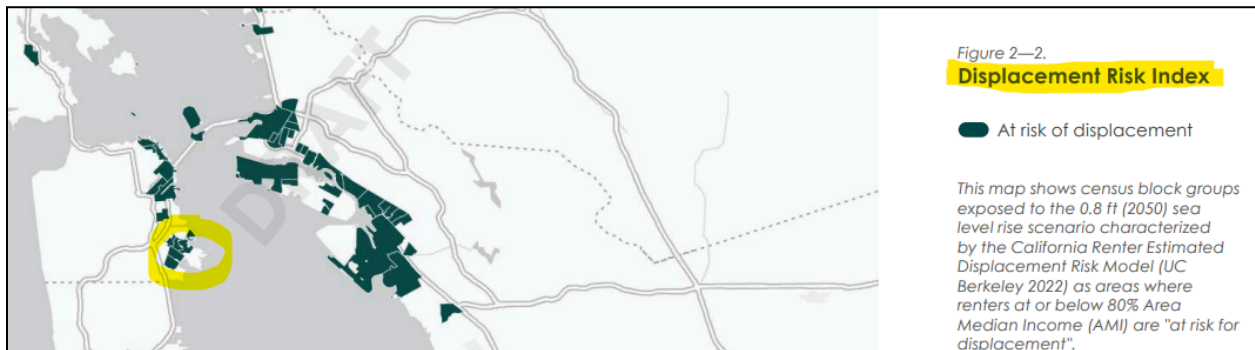 DRAFT
Figure 2—2.
Displacement Risk Index
At risk of displacement
This map shows census block groups
exposed to the 0.8 ft (2050) sea
level rise scenario characterized
by the California Renter Estimated
Displacement Risk Model (UC
Berkeley 2022) as areas where
renters at or below 80% Area
Median Income (AMI) are "at risk for
displacement".